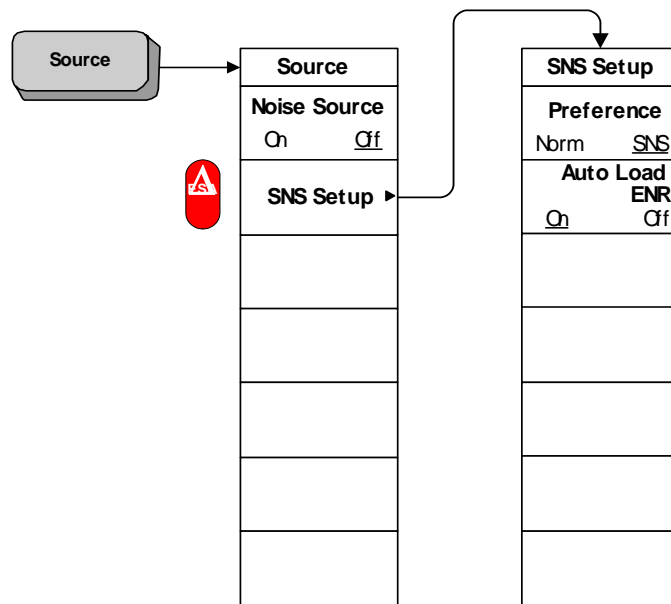 Source
Source
Noise Source
On Off
SNS Setup
SNS Setup
Preference
Norm SNS
Auto Load
ENR
On Off